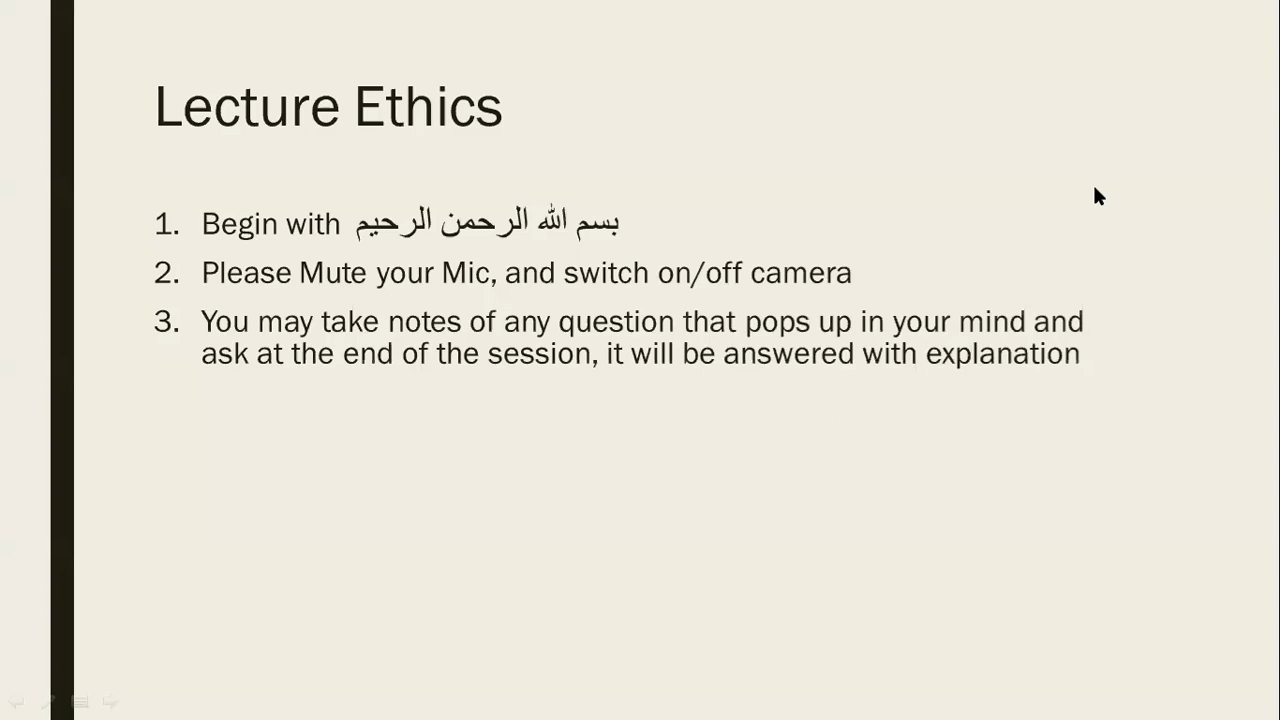 Lecture Ethics
1. Begin with بسم الله الرحمن الرحيم
2. Please Mute your Mic, and switch on/off camera
3. You may take notes of any question that pops up in your mind and
ask at the end of the session, it will be answered with explanation